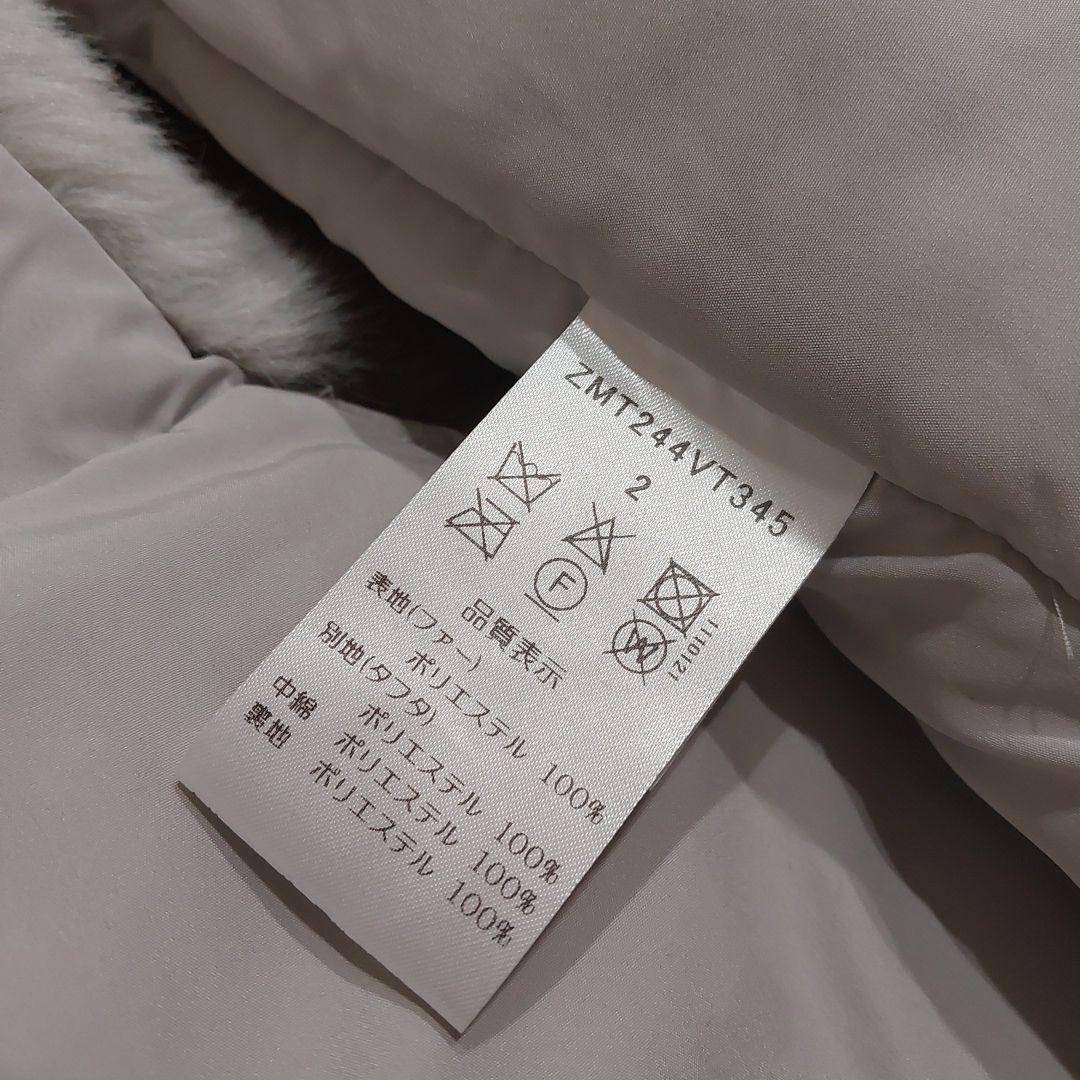 ZMT244VT345
2
F
W
品質表示
表地(ファー)
ポリエステル 100%
別地(タフタ)
ポリエステル 100%
中綿 ポリエステル 100%
裏地 ポリエステル 100%